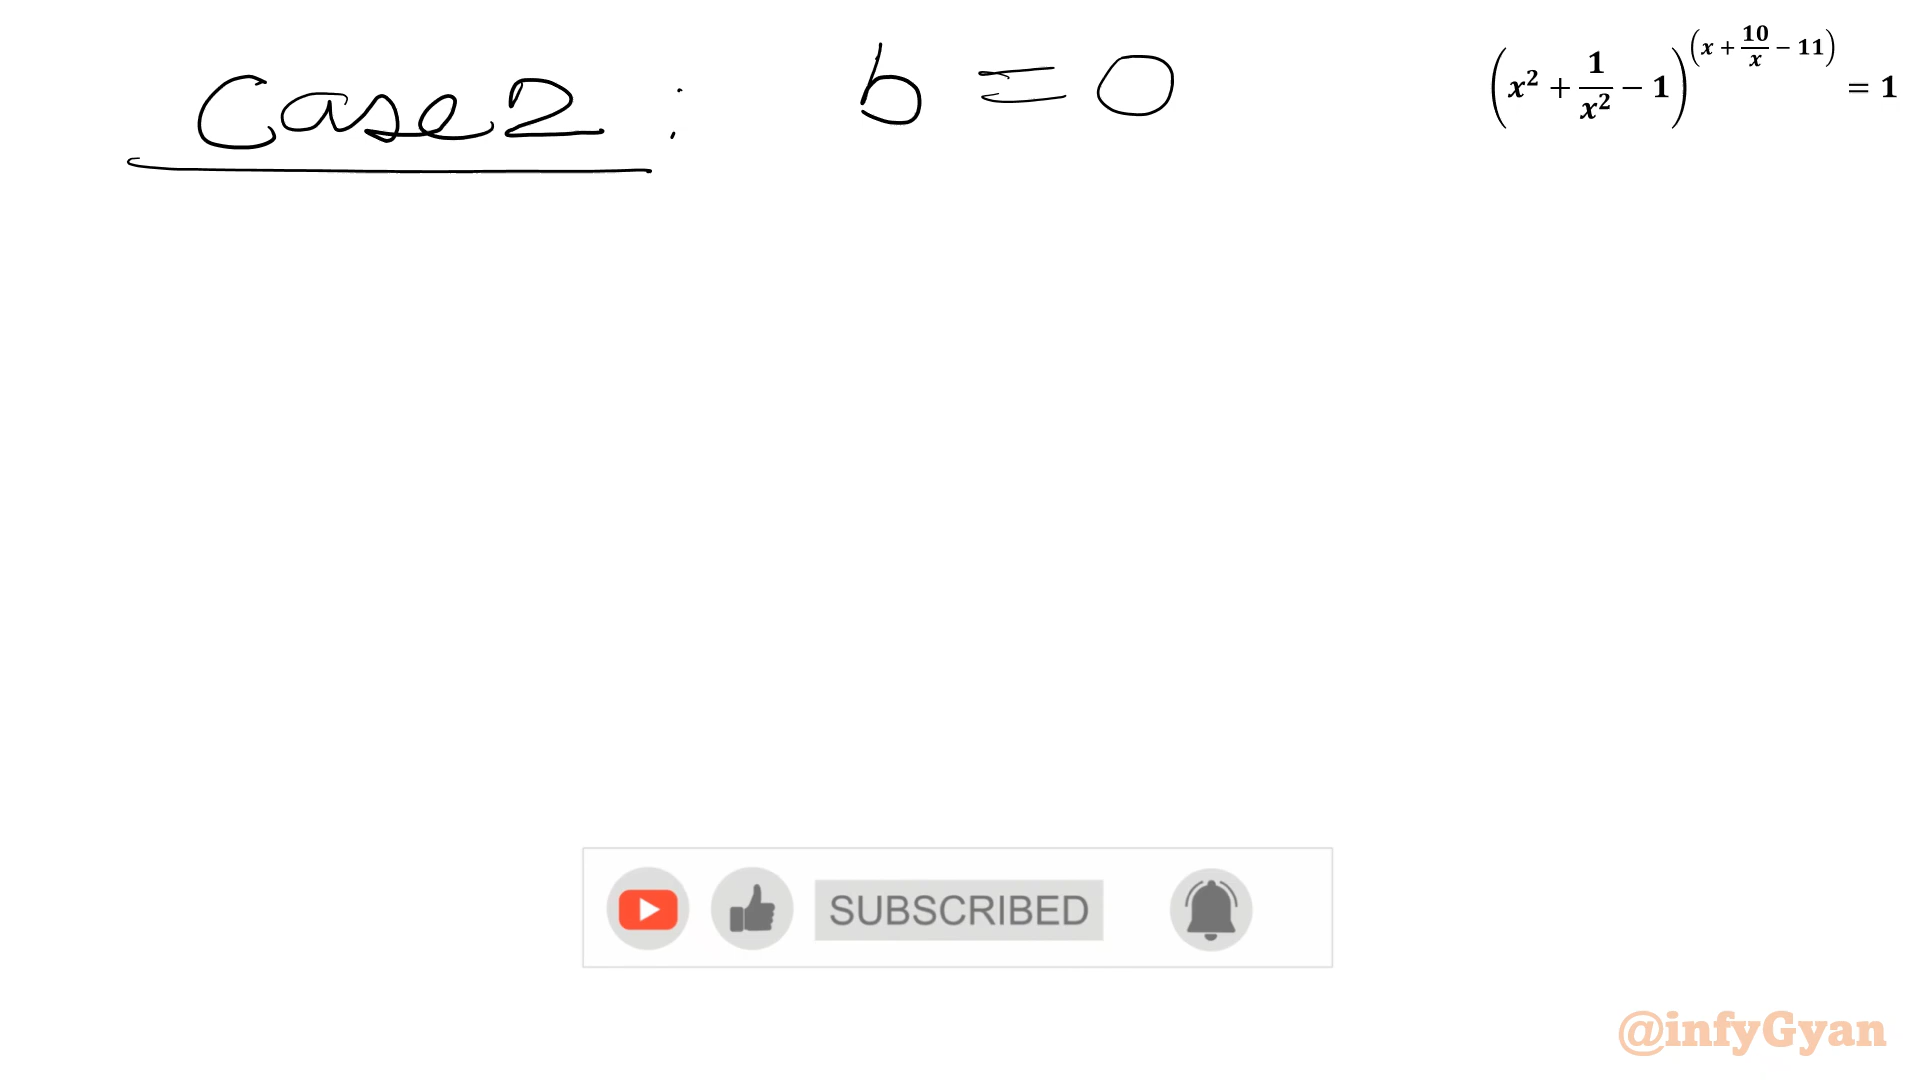 Case 2 : b = 0
(x² + 1/x² − 1)^(x + 10/x − 11) = 1
SUBSCRIBED
@infyGyan